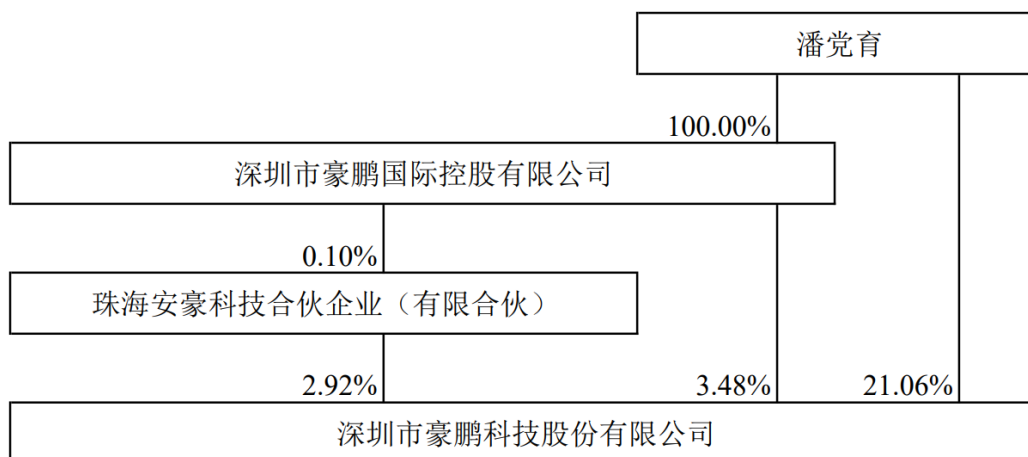 潘党育
100.00%
深圳市豪鹏国际控股有限公司
0.10%
珠海安豪科技合伙企业（有限合伙）
2.92%
3.48%
21.06%
深圳市豪鹏科技股份有限公司